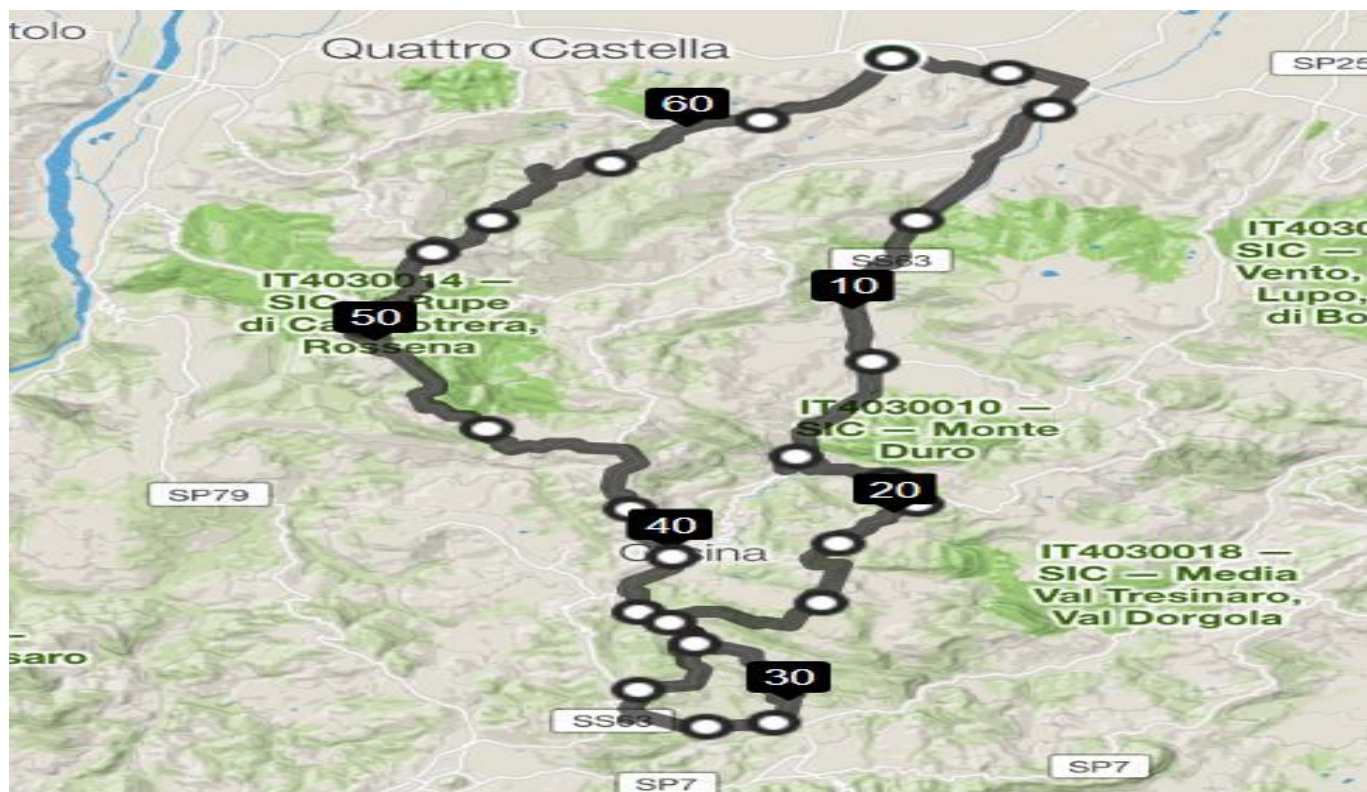 tolo
Quattro Castella
SP25
60
IT4030
SIC —
Vento,
Lupo,
di Bo
SS63
10
IT4030014 —
SIC Rupe
50
di Ca otrera,
Rossena
IT4030010 —
SIC — Monte
Duro
SP79
20
40
IT4030018 —
SIC — Media
Val Tresinaro,
Val Dorgola
saro
30
SS63
SP7
SP7